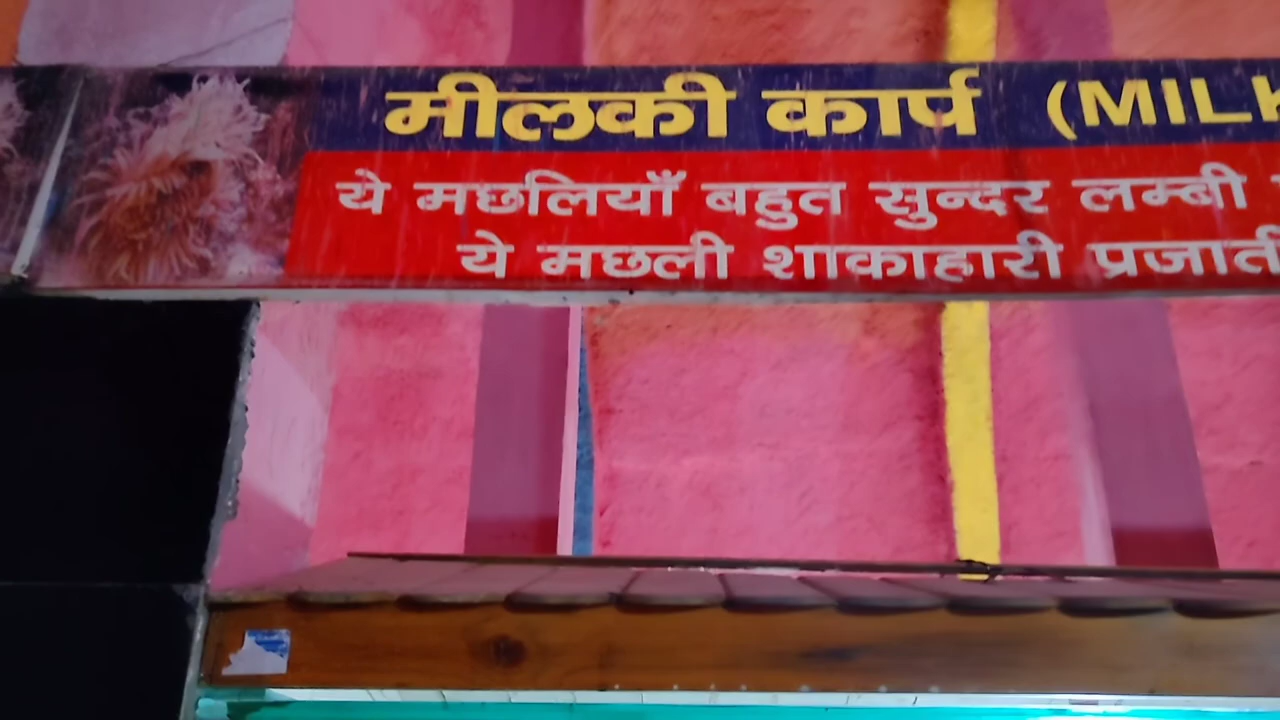 मीलकी कार्प (MILK
ये मछलियाँ बहुत सुन्दर लम्बी
ये मछली शाकाहारी प्रजाती